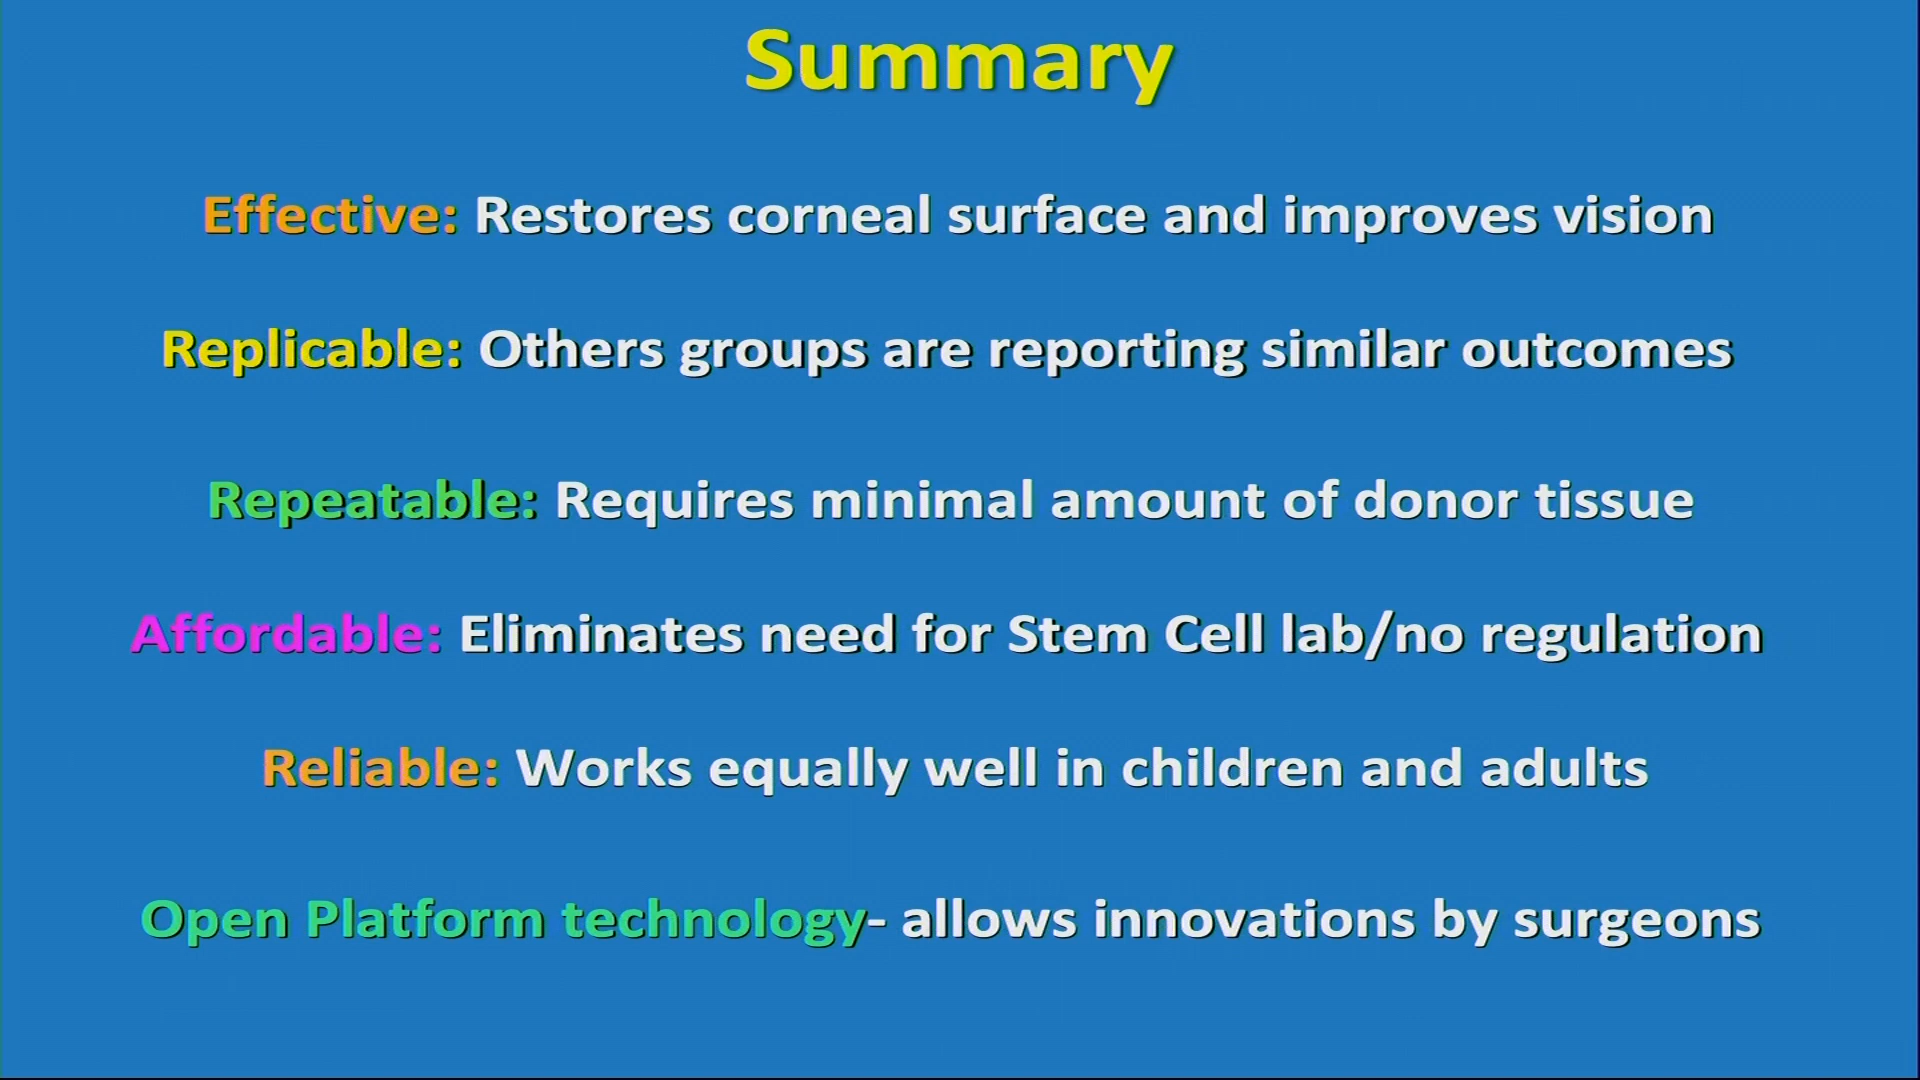 Summary
Effective: Restores corneal surface and improves vision
Replicable: Others groups are reporting similar outcomes
Repeatable: Requires minimal amount of donor tissue
Affordable: Eliminates need for Stem Cell lab/no regulation
Reliable: Works equally well in children and adults
Open Platform technology- allows innovations by surgeons